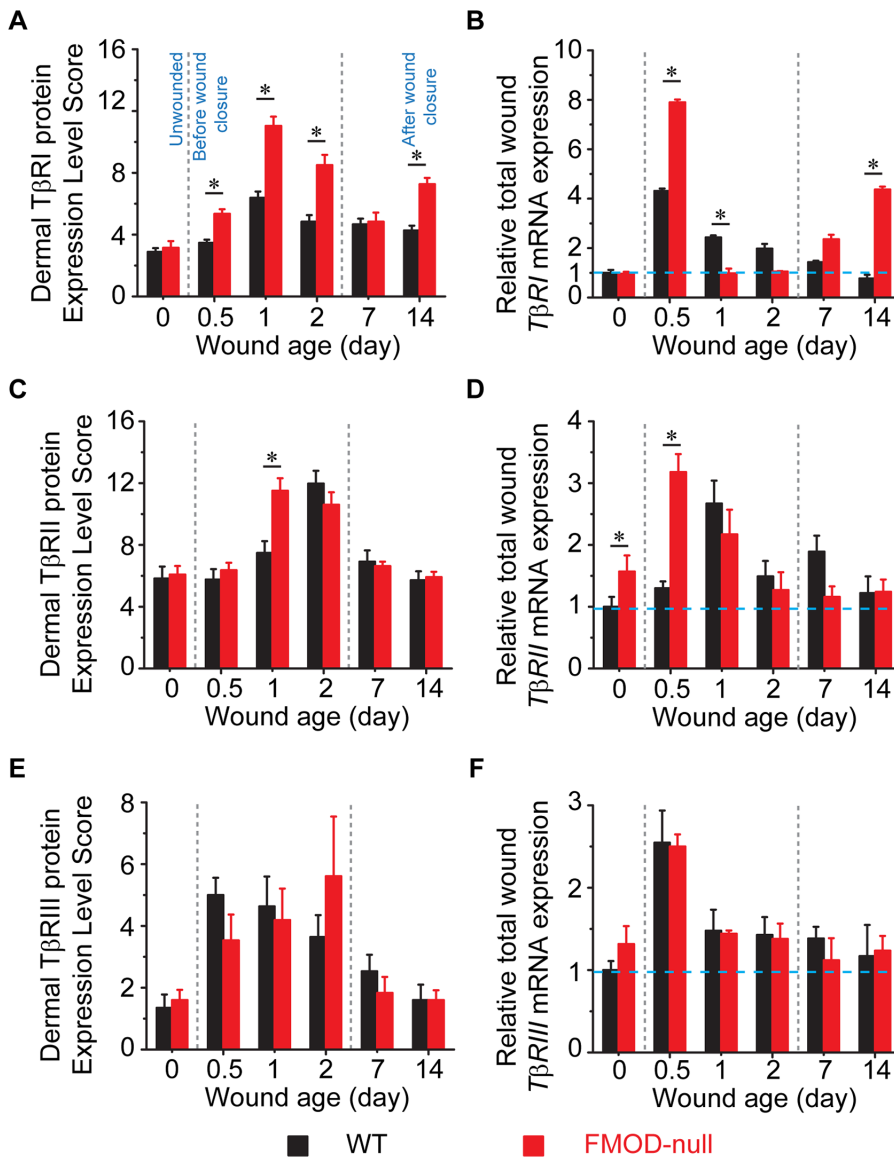 A
Dermal TβRI protein
Expression Level Score
16
12
8
4
0
Unwounded
Before wound
closure
After wound
closure
*
*
*
*
0 0.5 1 2 7 14
Wound age (day)
B
Relative total wound
TβRI mRNA expression
10
8
6
4
2
1
0
*
*
*
0 0.5 1 2 7 14
Wound age (day)
C
Dermal TβRII protein
Expression Level Score
16
12
8
4
0
*
0 0.5 1 2 7 14
Wound age (day)
D
Relative total wound
TβRII mRNA expression
4
3
2
1
0
*
*
0 0.5 1 2 7 14
Wound age (day)
E
Dermal TβRIII protein
Expression Level Score
8
6
4
2
0
0 0.5 1 2 7 14
Wound age (day)
F
Relative total wound
TβRIII mRNA expression
3
2
1
0
0 0.5 1 2 7 14
Wound age (day)
WT FMOD-null